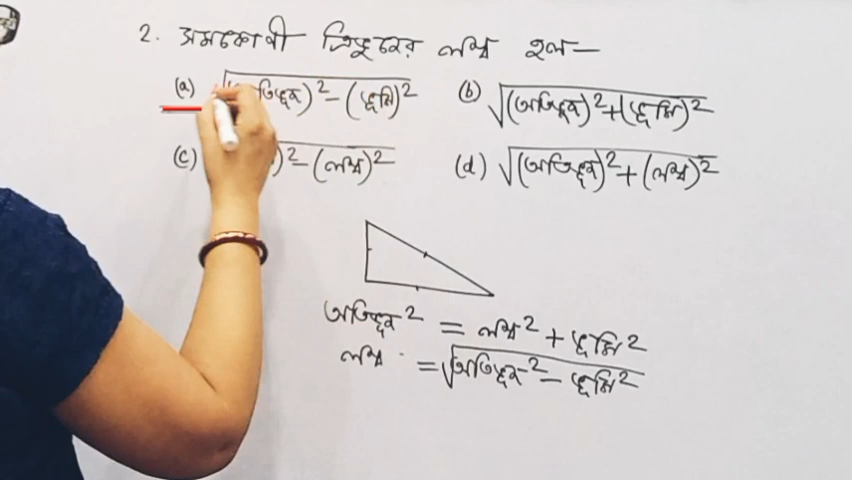 2. সমকোণী ত্রিভুজের লম্ব হল—
(a) √(অতিভুজ)² − (ভূমি)² (b) √(অতিভুজ)² + (ভূমি)²
(c) )² − (লম্ব)² (d) √(অতিভুজ)² + (লম্ব)²
অতিভুজ² = লম্ব² + ভূমি²
লম্ব = √অতিভুজ² − ভূমি²